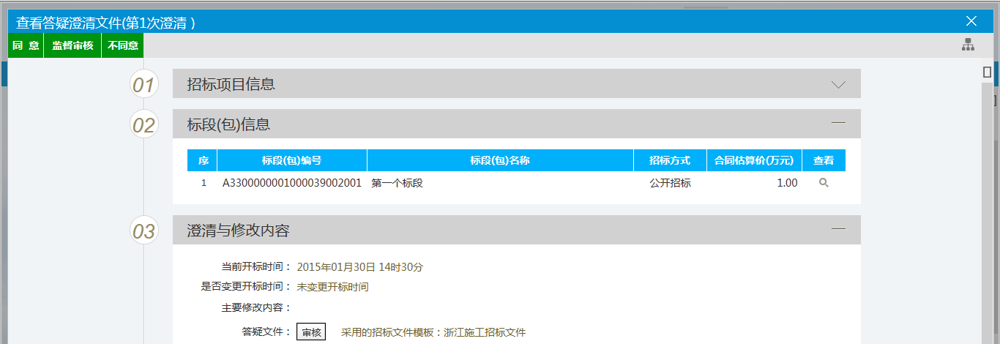 查看答疑澄清文件(第1次澄清 )
同 意 监督审核 不同意
01 招标项目信息
02 标段(包)信息
序 标段(包)编号 标段(包)名称 招标方式 合同估算价(万元) 查看
1 A3300000001000039002001 第一个标段 公开招标 1.00
03 澄清与修改内容
当前开标时间： 2015年01月30日 14时30分
是否变更开标时间： 未变更开标时间
主要修改内容：
答疑文件： 审核 采用的招标文件模板：浙江施工招标文件